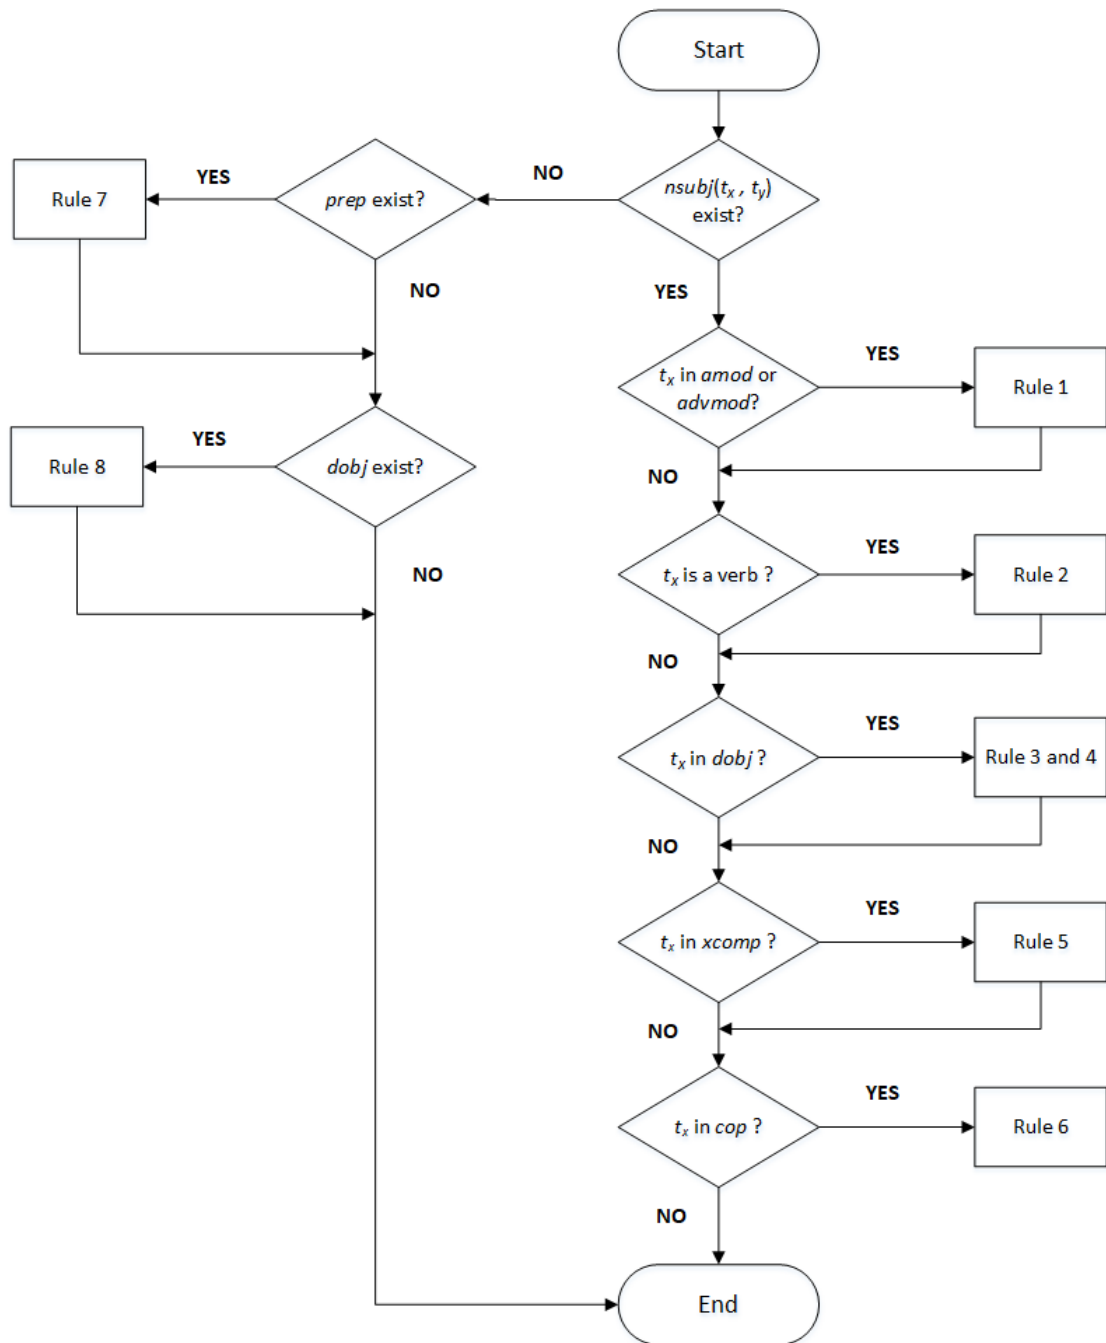 Start
nsubj(tx , ty)
exist?
NO
prep exist?
YES
Rule 7
NO
YES
tx in amod or
advmod?
YES
Rule 1
dobj exist?
YES
Rule 8
NO
NO
tx is a verb ?
YES
Rule 2
NO
tx in dobj ?
YES
Rule 3 and 4
NO
tx in xcomp ?
YES
Rule 5
NO
tx in cop ?
YES
Rule 6
NO
End